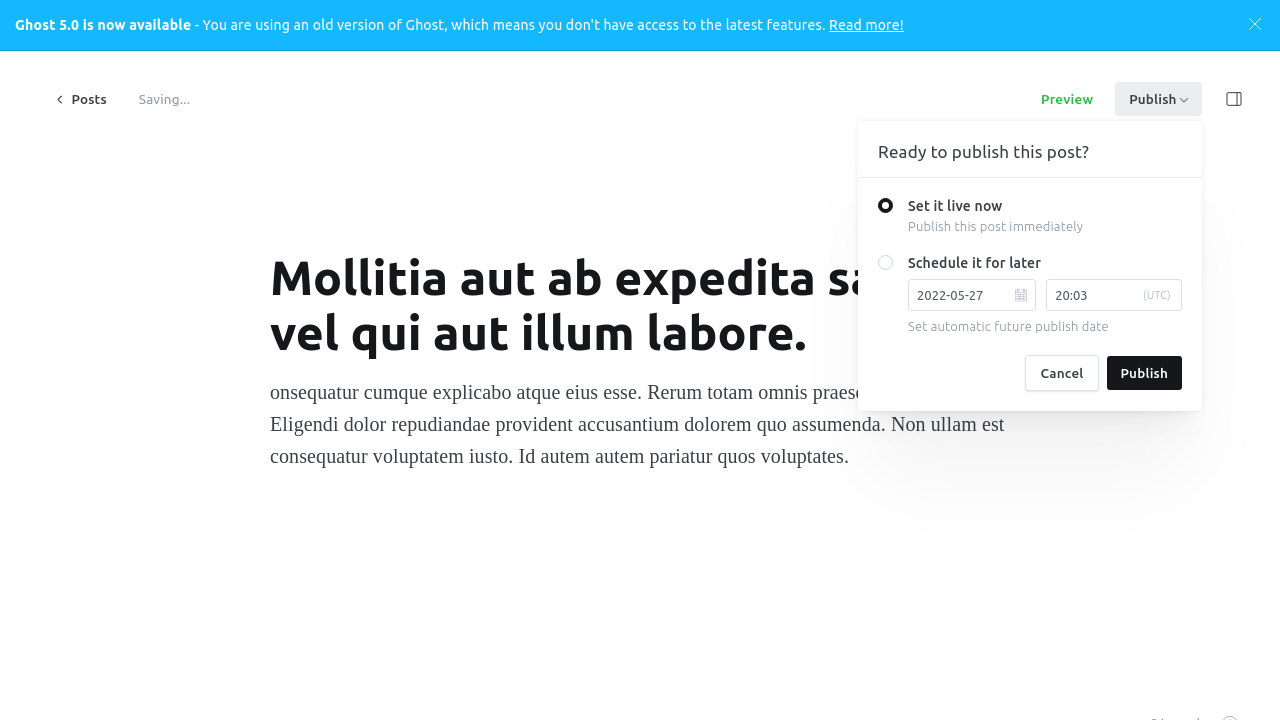 Ghost 5.0 is now available - You are using an old version of Ghost, which means you don't have access to the latest features. Read more!
Posts
Saving...
Preview
Publish
Ready to publish this post?
Set it live now
Publish this post immediately
Schedule it for later
2022-05-27
20:03
(UTC)
Set automatic future publish date
Cancel
Publish
Mollitia aut ab expedita
vel qui aut illum labore.
onsequatur cumque explicabo atque eius esse. Rerum totam omnis
Eligendi dolor repudiandae provident accusantium dolorem quo assumenda. Non ullam est
consequatur voluptatem iusto. Id autem autem pariatur quos voluptates.